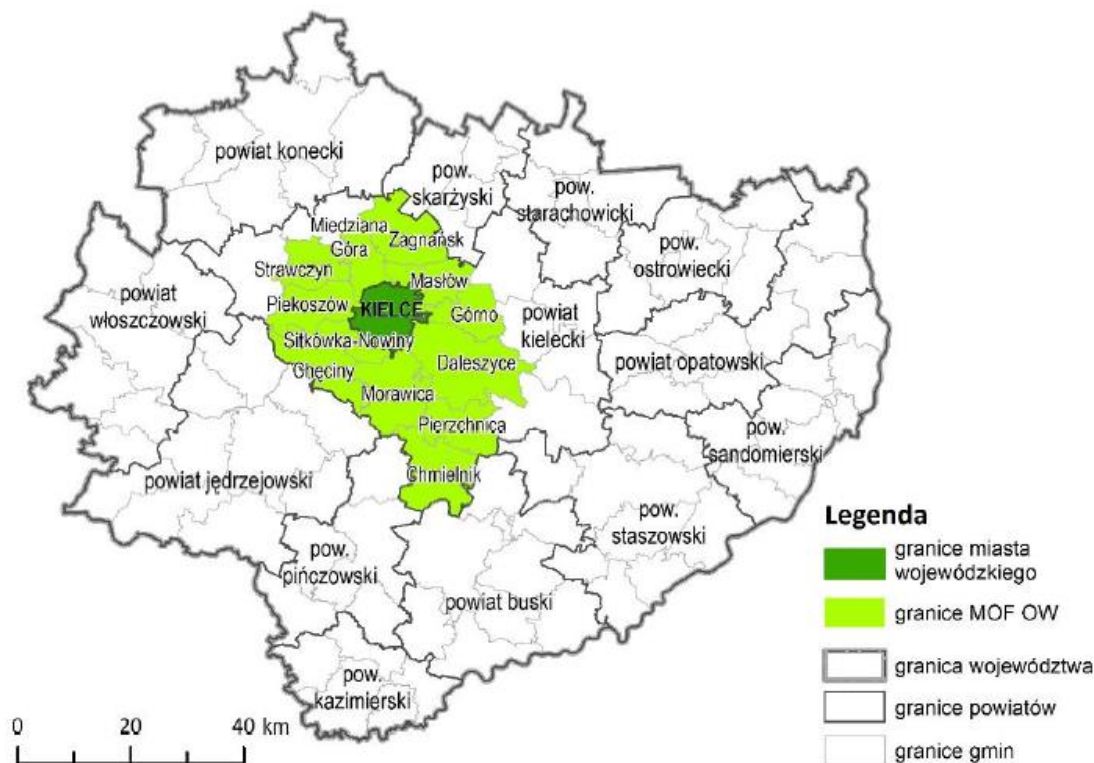 powiat konecki
pow.
skarżyski
pow.
starachowicki
Miedziana
Góra
Zagnańsk
pow.
ostrowiecki
Strawczyn
Masłów
powiat
włoszczowski
Piekoszów
KIELCE
Górno
powiat
kielecki
Sitkówka-Nowiny
Daleszyce
powiat opatowski
Chęciny
Morawica
Pierzchnica
pow.
sandomierski
powiat jędrzejowski
Chmielnik
pow.
staszowski
pow.
pińczowski
powiat buski
pow.
kazimierski
0 20 40 km
Legenda
granice miasta
wojewódzkiego
granice MOF OW
granica województwa
granice powiatów
granice gmin